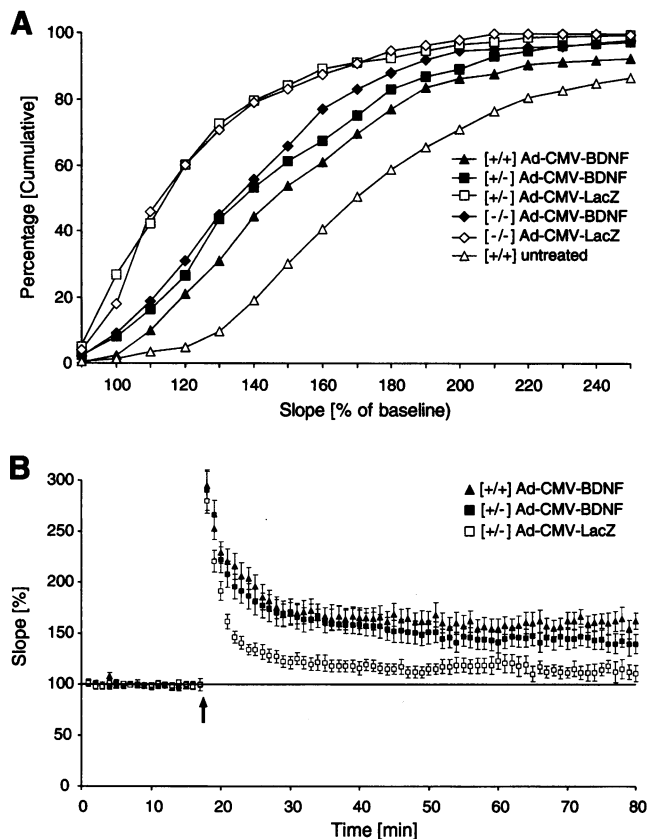 A
Percentage [Cumulative]
100
80
60
40
20
0
[+/+] Ad-CMV-BDNF
[+/-] Ad-CMV-BDNF
[+/-] Ad-CMV-LacZ
[-/-] Ad-CMV-BDNF
[-/-] Ad-CMV-LacZ
[+/+] untreated
100 120 140 160 180 200 220 240
Slope [% of baseline)
B
Slope [%]
300
250
200
150
100
50
0
[+/+] Ad-CMV-BDNF
[+/-] Ad-CMV-BDNF
[+/-] Ad-CMV-LacZ
0 10 20 30 40 50 60 70 80
Time [min]